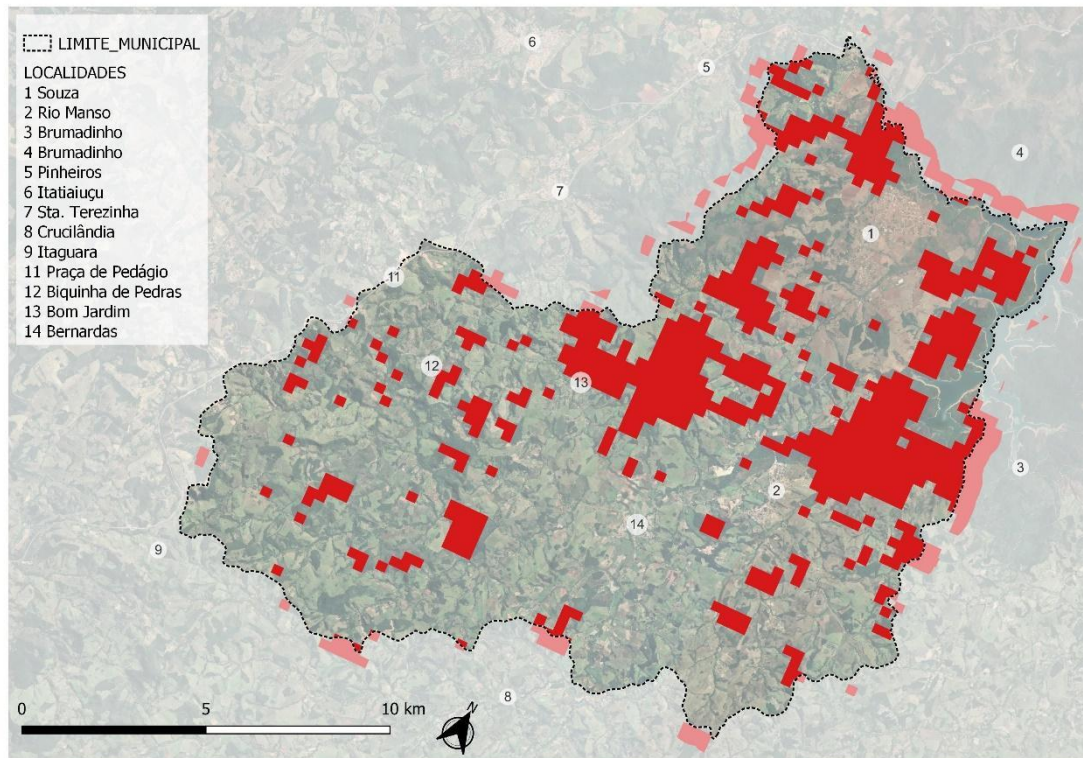 LIMITE_MUNICIPAL
LOCALIDADES
1 Souza
2 Rio Manso
3 Brumadinho
4 Brumadinho
5 Pinheiros
6 Itatiaiuçu
7 Sta. Terezinha
8 Crucilândia
9 Itaguara
11 Praça de Pedágio
12 Biquinha de Pedras
13 Bom Jardim
14 Bernardas
6
5
4
7
1
11
12
13
3
2
14
9
8
0 5 10 km
N